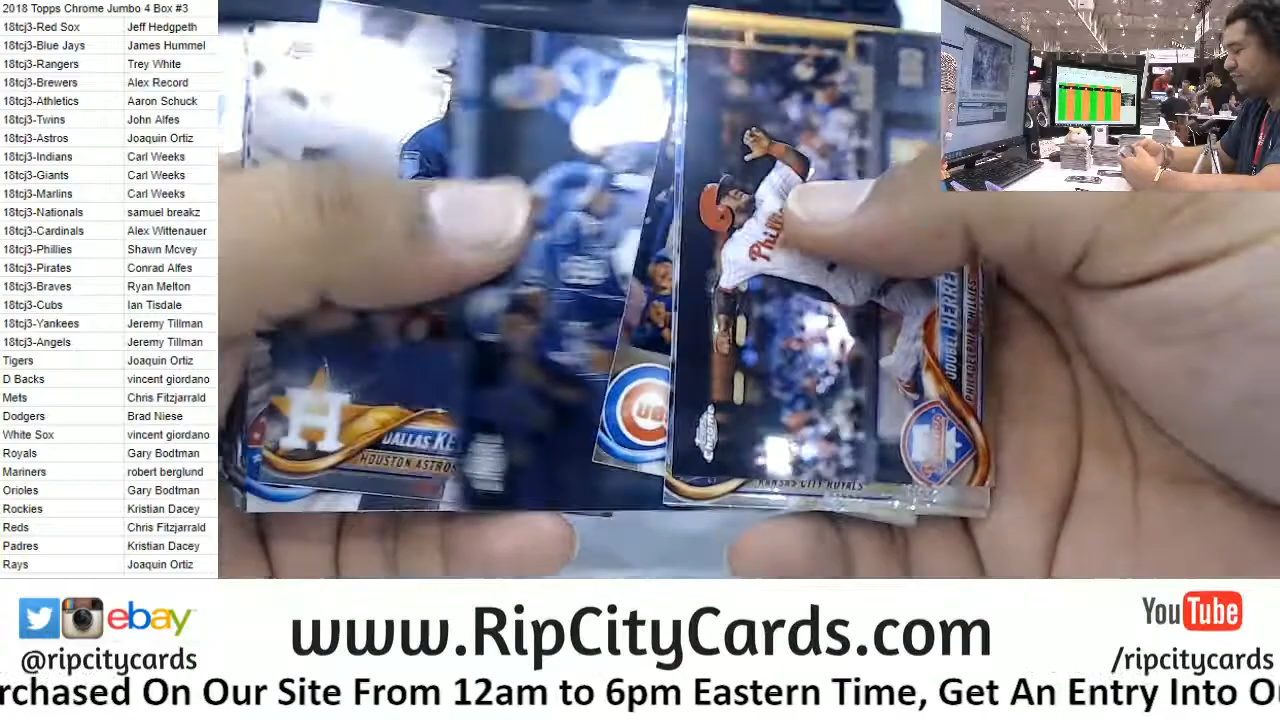 2018 Topps Chrome Jumbo 4 Box #3
18tcj3-Red Sox Jeff Hedgpeth
18tcj3-Blue Jays James Hummel
18tcj3-Rangers Trey White
18tcj3-Brewers Alex Record
18tcj3-Athletics Aaron Schuck
18tcj3-Twins John Alfes
18tcj3-Astros Joaquin Ortiz
18tcj3-Indians Carl Weeks
18tcj3-Giants Carl Weeks
18tcj3-Marlins Carl Weeks
18tcj3-Nationals samuel breakz
18tcj3-Cardinals Alex Wittenauer
18tcj3-Phillies Shawn Mcvey
18tcj3-Pirates Conrad Alfes
18tcj3-Braves Ryan Melton
18tcj3-Cubs Ian Tisdale
18tcj3-Yankees Jeremy Tillman
18tcj3-Angels Jeremy Tillman
Tigers Joaquin Ortiz
D Backs vincent giordano
Mets Chris Fitzjarrald
Dodgers Brad Niese
White Sox vincent giordano
Royals Gary Bodtman
Mariners robert berglund
Orioles Gary Bodtman
Rockies Kristian Dacey
Reds Chris Fitzjarrald
Padres Kristian Dacey
Rays Joaquin Ortiz
H
DALLAS KE
HOUSTON ASTROS
UB
Phil
Chrome
KANSAS CITY ROYALS
ODUBEL HERRE
PHILADELPHIA PHILLIES
ebay
@ripcitycards
www.RipCityCards.com
YouTube
/ripcitycards
rchased On Our Site From 12am to 6pm Eastern Time, Get An Entry Into O